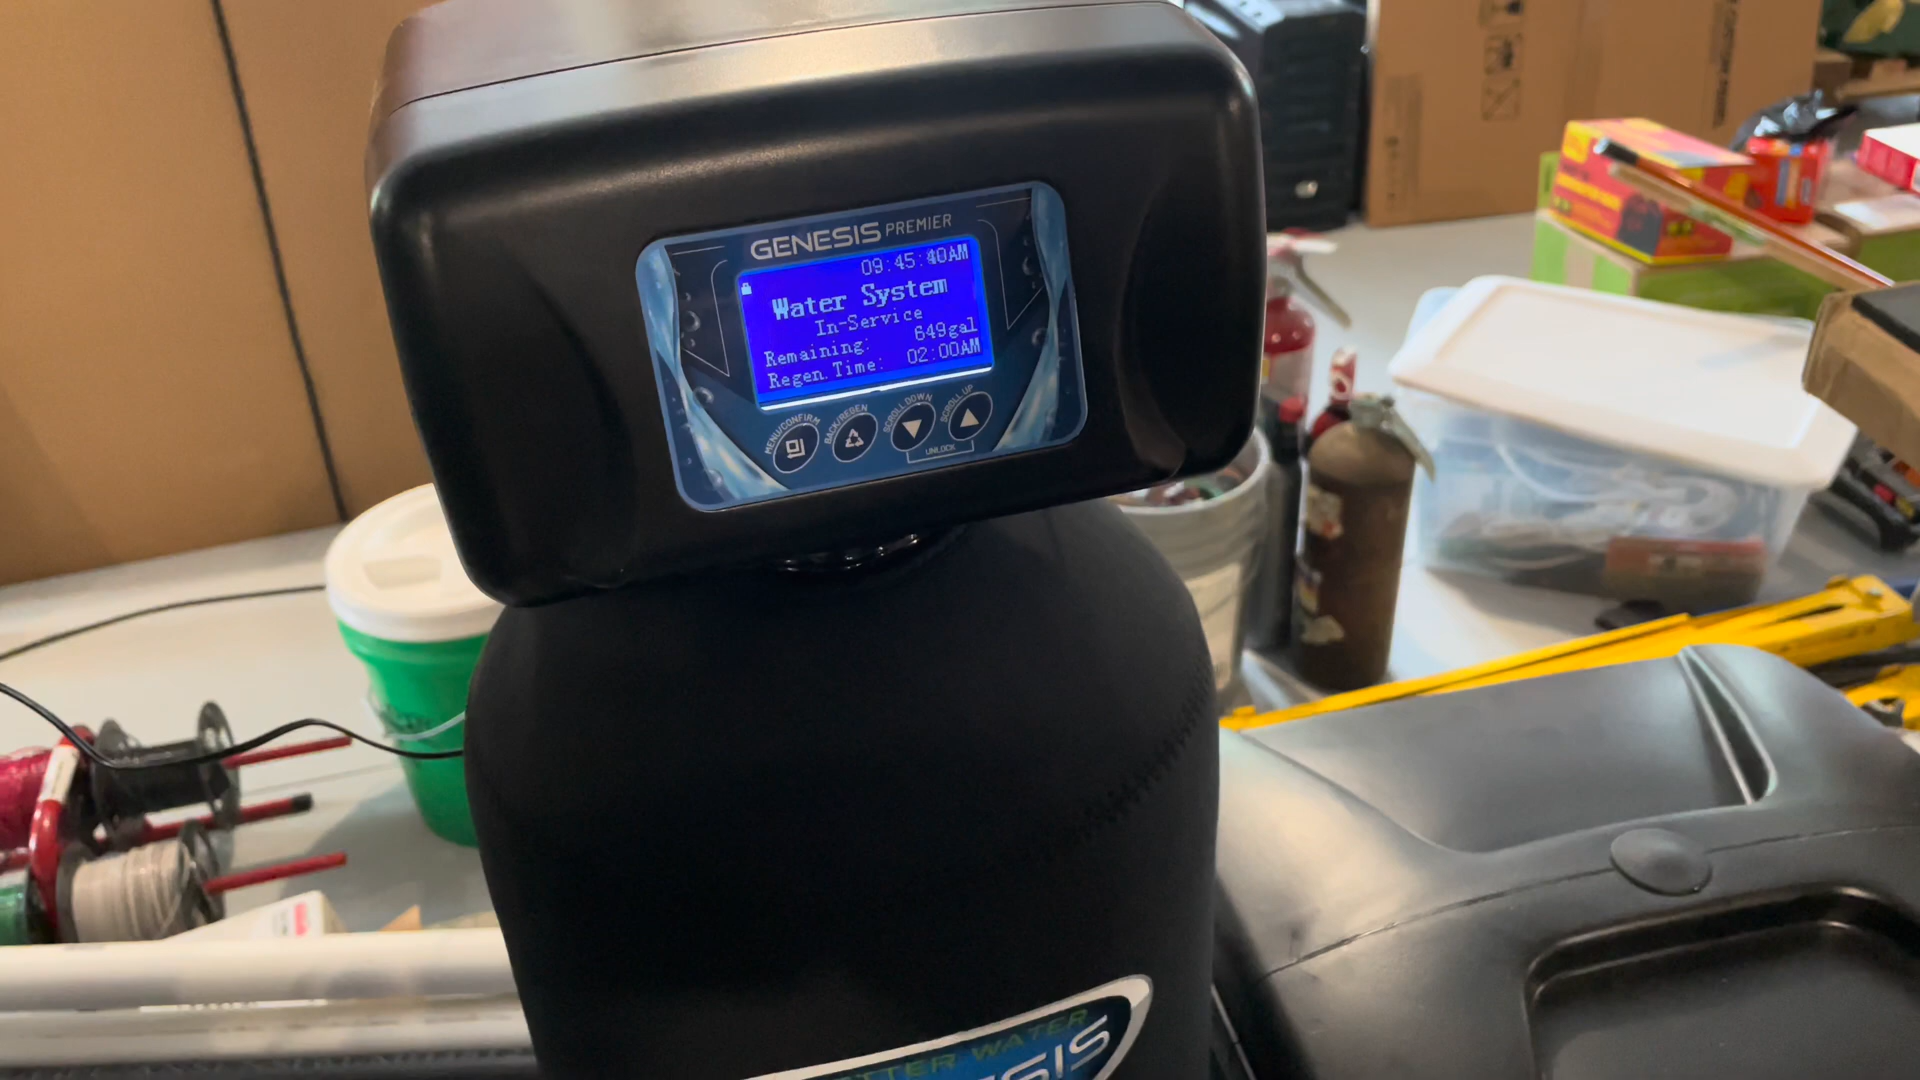 GENESIS PREMIER
09:45:40AM
Water System
In-Service
Remaining: 649gal
Regen.Time: 02:00AM
MENU/CONFIRM
BACK/REGEN
SCROLL DOWN
SCROLL UP
UNLOCK
WATER